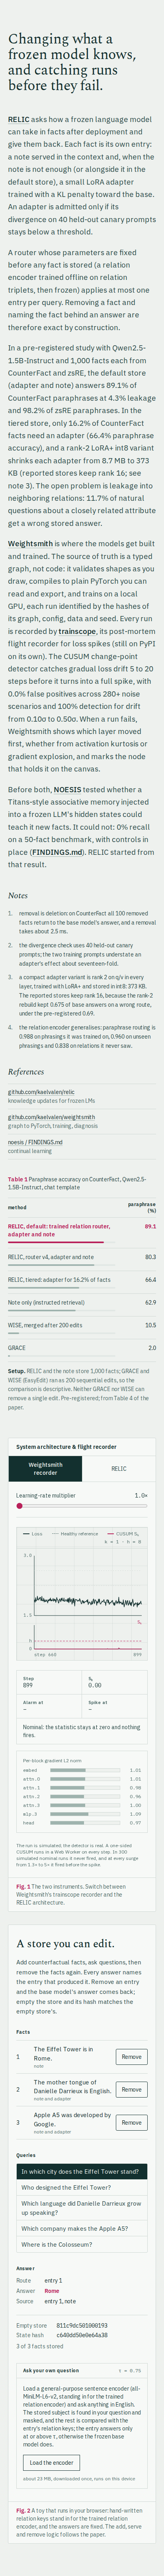 Changing what a
frozen model knows,
and catching runs
before they fail.
RELIC asks how a frozen language model
can take in facts after deployment and
give them back. Each fact is its own entry:
a note served in the context and, when the
note is not enough (or alongside it in the
default store), a small LoRA adapter
trained with a KL penalty toward the base.
An adapter is admitted only if its
divergence on 40 held-out canary prompts
stays below a threshold.
A router whose parameters are fixed
before any fact is stored (a relation
encoder trained offline on relation
triplets, then frozen) applies at most one
entry per query. Removing a fact and
naming the fact behind an answer are
therefore exact by construction.
In a pre-registered study with Qwen2.5-
1.5B-Instruct and 1,000 facts each from
CounterFact and zsRE, the default store
(adapter and note) answers 89.1% of
CounterFact paraphrases at 4.3% leakage
and 98.2% of zsRE paraphrases. In the
tiered store, only 16.2% of CounterFact
facts need an adapter (66.4% paraphrase
accuracy), and a rank-2 LoRA+ int8 variant
shrinks each adapter from 8.7 MB to 373
KB (reported stores keep rank 16; see
note 3). The open problem is leakage into
neighboring relations: 11.7% of natural
questions about a closely related attribute
get a wrong stored answer.
Weightsmith is where the models get built
and trained. The source of truth is a typed
graph, not code: it validates shapes as you
draw, compiles to plain PyTorch you can
read and export, and trains on a local
GPU, each run identified by the hashes of
its graph, config, data and seed. Every run
is recorded by trainscope, its post-mortem
flight recorder for loss spikes (still on PyPI
on its own). The CUSUM change-point
detector catches gradual loss drift 5 to 20
steps before it turns into a full spike, with
0.0% false positives across 280+ noise
scenarios and 100% detection for drift
from 0.10σ to 0.50σ. When a run fails,
Weightsmith shows which layer moved
first, whether from activation kurtosis or
gradient explosion, and marks the node
that holds it on the canvas.
Before both, NOESIS tested whether a
Titans-style associative memory injected
into a frozen LLM's hidden states could
teach it new facts. It could not: 0% recall
on a 50-fact benchmark, with controls in
place (FINDINGS.md). RELIC started from
that result.
Notes
1. removal is deletion: on CounterFact all 100 removed
facts return to the base model's answer, and a removal
takes about 2.5 ms.
2. the divergence check uses 40 held-out canary
prompts; the two training prompts understate an
adapter's effect about sevenfold.
3. a compact adapter variant is rank 2 on q/v in every
layer, trained with LoRA+ and stored in int8: 373 KB.
The reported stores keep rank 16, because the rank-2
rebuild kept 0.675 of base answers on a wrong route,
under the pre-registered 0.69.
4. the relation encoder generalises: paraphrase routing is
0.988 on phrasings it was trained on, 0.960 on unseen
phrasings and 0.838 on relations it never saw.
References
github.com/kaelvalen/relic
knowledge updates for frozen LMs
github.com/kaelvalen/weightsmith
graph to PyTorch, training, diagnosis
noesis / FINDINGS.md
continual learning
Table 1 Paraphrase accuracy on CounterFact, Qwen2.5-
1.5B-Instruct, chat template
method paraphrase
(%)
RELIC, default: trained relation router, 89.1
adapter and note
RELIC, router v4, adapter and note 80.3
RELIC, tiered: adapter for 16.2% of facts 66.4
Note only (instructed retrieval) 62.9
WISE, merged after 200 edits 10.5
GRACE 2.0
Setup. RELIC and the note store 1,000 facts; GRACE and
WISE (EasyEdit) ran as 200 sequential edits, so the
comparison is descriptive. Neither GRACE nor WISE can
remove a single edit. Pre-registered; from Table 4 of the
paper.
System architecture & flight recorder
Weightsmith
recorder
RELIC
Learning-rate multiplier 1.0×
Loss Healthy reference CUSUM Sₙ
k = 1 · h = 8
3.0
1.5
Sₙ
h
0
step 660 899
Step
899
Sₙ
0.00
Alarm at
–
Spike at
–
Nominal: the statistic stays at zero and nothing
fires.
Per-block gradient L2 norm
embed 1.01
attn.0 1.01
attn.1 0.98
attn.2 0.96
attn.3 1.00
mlp.3 1.09
head 0.97
The run is simulated; the detector is real. A one-sided
CUSUM runs in a Web Worker on every step. In 300
simulated nominal runs it never fired, and at every surge
from 1.3× to 3× it fired before the spike.
Fig. 1 The two instruments. Switch between
Weightsmith's trainscope recorder and the
RELIC architecture.
A store you can edit.
Add counterfactual facts, ask questions, then
remove the facts again. Every answer names
the entry that produced it. Remove an entry
and the base model's answer comes back;
empty the store and its hash matches the
empty store's.
Facts
1 The Eiffel Tower is in
Rome.
note
Remove
2 The mother tongue of
Danielle Darrieux is English.
note and adapter
Remove
3 Apple A5 was developed by
Google.
note and adapter
Remove
Queries
In which city does the Eiffel Tower stand?
Who designed the Eiffel Tower?
Which language did Danielle Darrieux grow
up speaking?
Which company makes the Apple A5?
Where is the Colosseum?
Answer
Route entry 1
Answer Rome
Source entry 1, note
Empty store 811c9dc501000193
State hash c640dd50e0e64a38
3 of 3 facts stored
Ask your own question τ = 0.75
Load a general-purpose sentence encoder (all-
MiniLM-L6-v2, standing in for the trained
relation encoder) and ask anything in English.
The stored subject is found in your question and
masked, and the rest is compared with the
entry's relation keys; the entry answers only
at or above τ, otherwise the frozen base
model does.
Load the encoder
about 23 MB, downloaded once, runs on this device
Fig. 2 A toy that runs in your browser: hand-written
relation keys stand in for the trained relation
encoder, and the answers are fixed. The add, serve
and remove logic follows the paper.